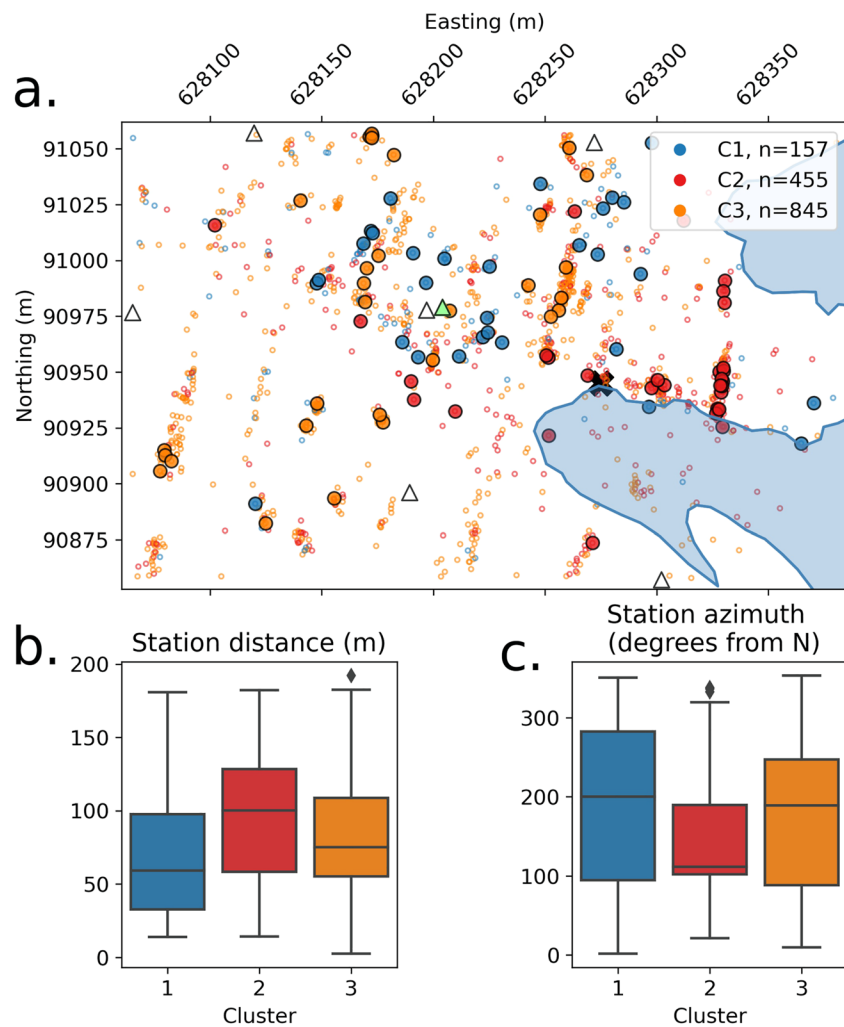 Easting (m)
a.
628100 628150 628200 628250 628300 628350
C1, n=157
C2, n=455
C3, n=845
Northing (m)
91050
91025
91000
90975
90950
90925
90900
90875
b. Station distance (m)
200
150
100
50
0
1 2 3
Cluster
c. Station azimuth
(degrees from N)
300
200
100
0
1 2 3
Cluster